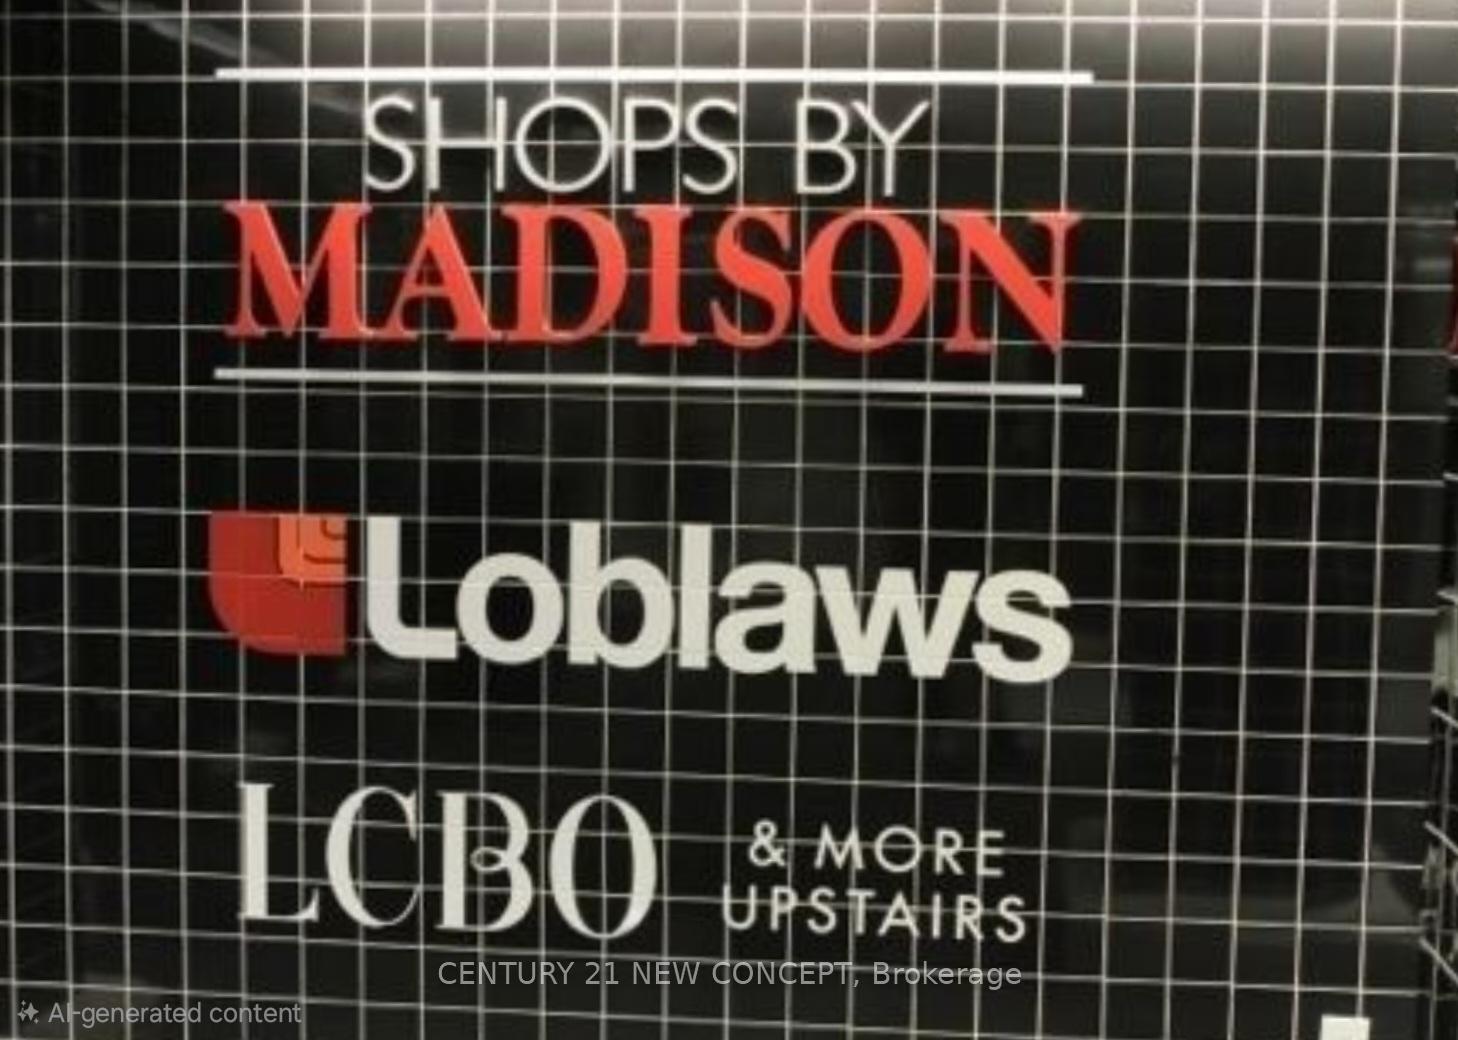 SHOPS BY
MADISON
Loblaws
LCBO & MORE
UPSTAIRS
CENTURY 21 NEW CONCEPT, Brokerage
AI-generated content